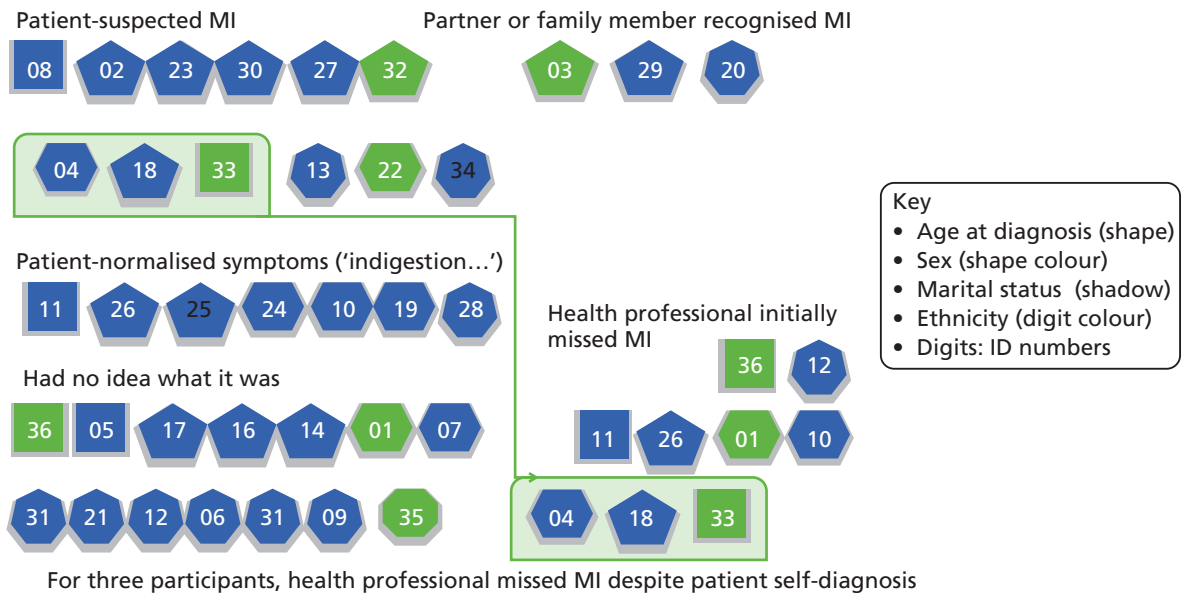 Patient-suspected MI
08 02 23 30 27 32
Partner or family member recognised MI
03 29 20
04 18 33 13 22 34
Patient-normalised symptoms (‘indigestion…’)
11 26 25 24 10 19 28
Had no idea what it was
36 05 17 16 14 01 07
31 21 12 06 31 09 35
Health professional initially
missed MI
36 12
11 26 01 10
04 18 33
For three participants, health professional missed MI despite patient self-diagnosis
Key
• Age at diagnosis (shape)
• Sex (shape colour)
• Marital status (shadow)
• Ethnicity (digit colour)
• Digits: ID numbers